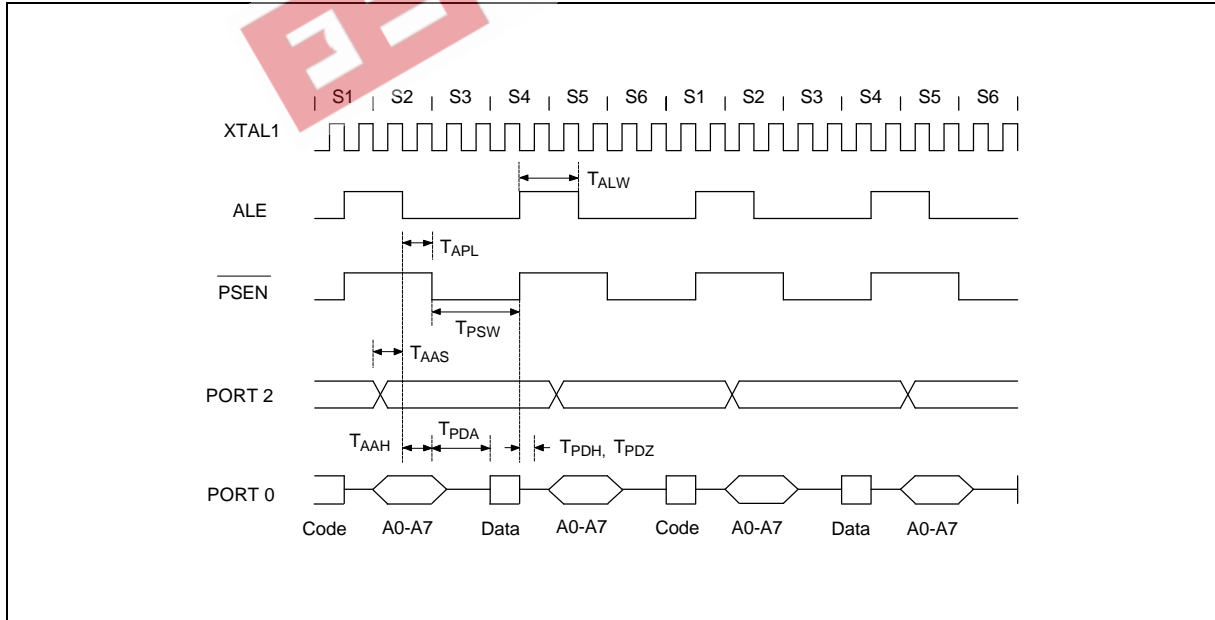 S1 S2 S3 S4 S5 S6 S1 S2 S3 S4 S5 S6
XTAL1
TALW
ALE
TAPL
PSEN
TPSW
TAAS
PORT 2
TAAH TPDA TPDH, TPDZ
PORT 0
Code A0-A7 Data A0-A7 Code A0-A7 Data A0-A7